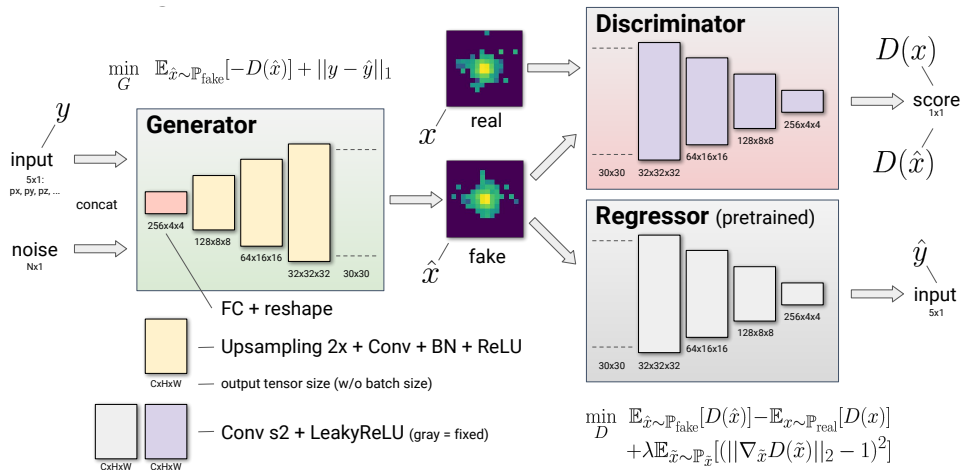 min_G 𝔼_{x̂∼ℙ_fake}[−D(x̂)] + ||y − ŷ||₁
y
input
5x1:
px, py, pz, ...
concat
noise
Nx1
Generator
256x4x4
128x8x8
64x16x16
32x32x32
30x30
FC + reshape
CxHxW
Upsampling 2x + Conv + BN + ReLU
output tensor size (w/o batch size)
CxHxW
CxHxW
Conv s2 + LeakyReLU (gray = fixed)
x
real
x̂
fake
Discriminator
30x30
32x32x32
64x16x16
128x8x8
256x4x4
D(x)
score
1x1
D(x̂)
Regressor (pretrained)
30x30
32x32x32
64x16x16
128x8x8
256x4x4
ŷ
input
5x1
min_D 𝔼_{x̂∼ℙ_fake}[D(x̂)]−𝔼_{x∼ℙ_real}[D(x)]
+λ𝔼_{x̃∼ℙ_x̃}[(||∇_x̃ D(x̃)||₂ − 1)²]